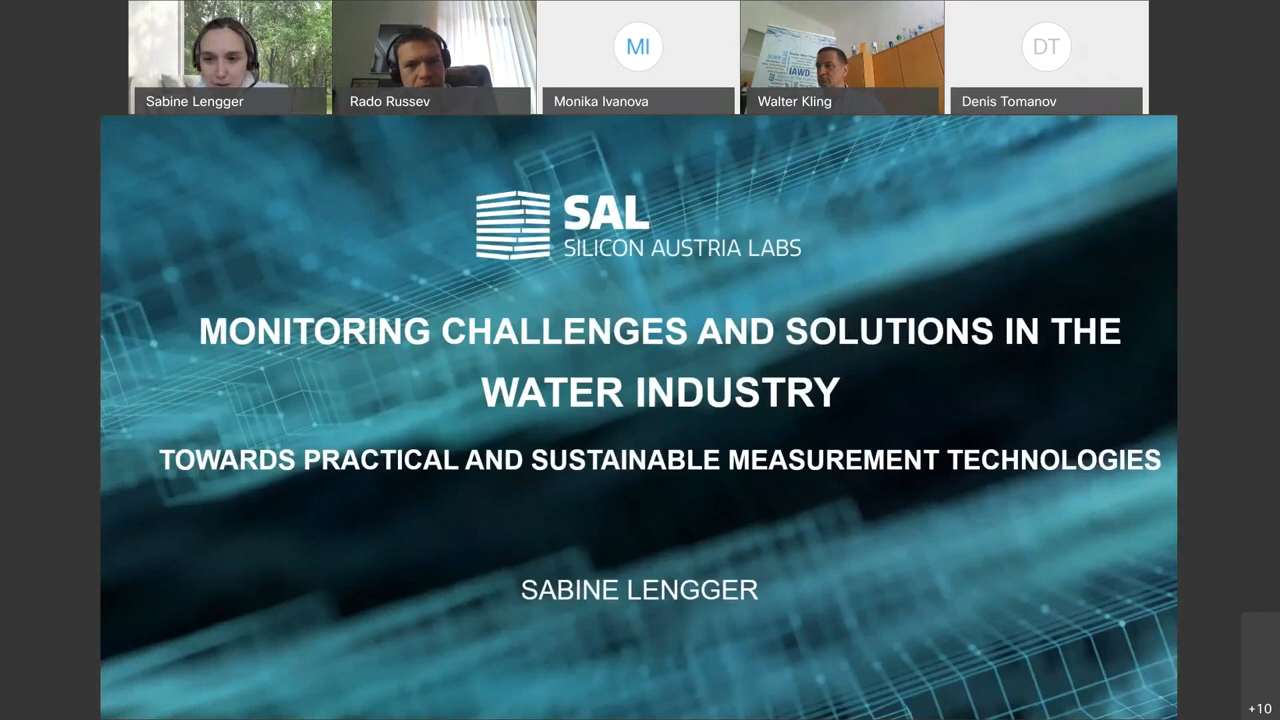 MI
DT
IAWD
Sabine Lengger
Rado Russev
Monika Ivanova
Walter Kling
Denis Tomanov
SAL
SILICON AUSTRIA LABS
MONITORING CHALLENGES AND SOLUTIONS IN THE
WATER INDUSTRY
TOWARDS PRACTICAL AND SUSTAINABLE MEASUREMENT TECHNOLOGIES
SABINE LENGGER
+10